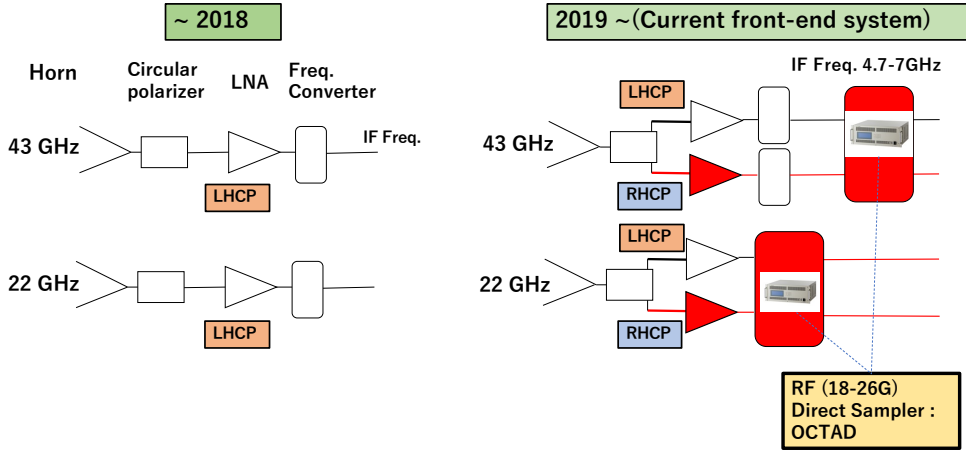 ~ 2018
Horn
Circular
polarizer
LNA
Freq.
Converter
43 GHz
IF Freq.
LHCP
22 GHz
LHCP
2019 ~(Current front-end system)
IF Freq. 4.7-7GHz
LHCP
43 GHz
RHCP
LHCP
22 GHz
RHCP
RF (18-26G)
Direct Sampler :
OCTAD